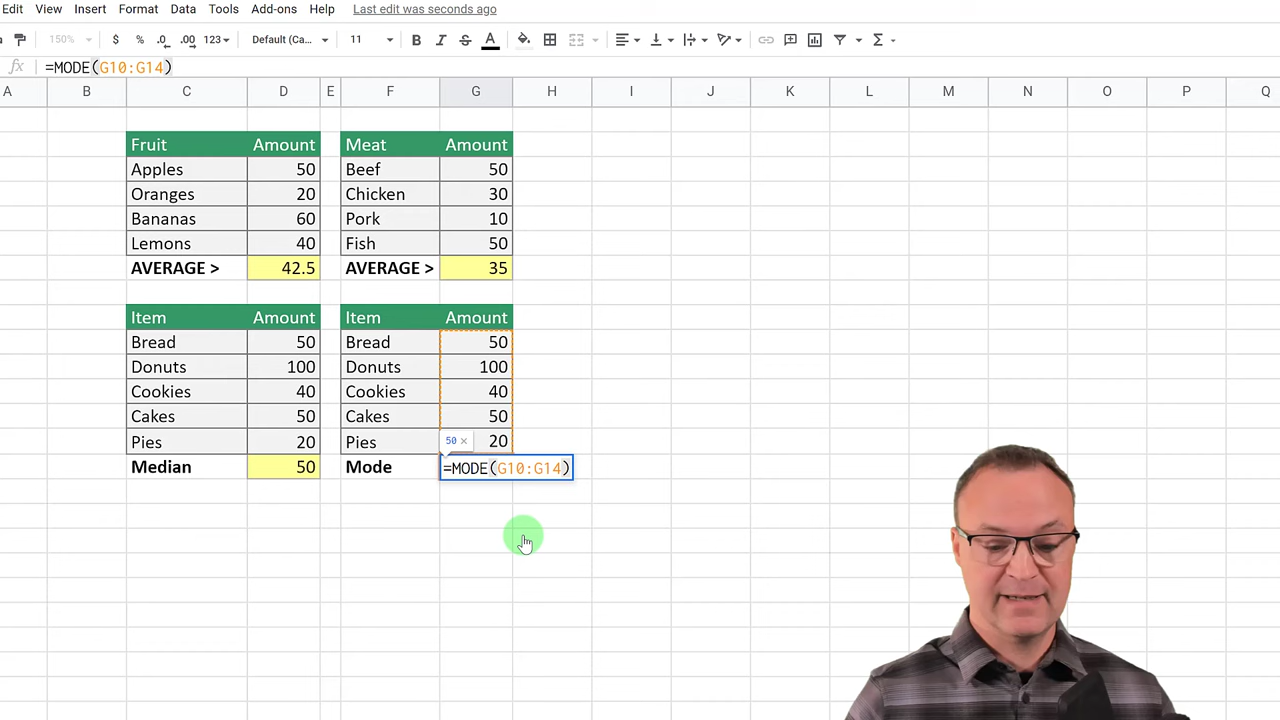 Edit View Insert Format Data Tools Add-ons Help Last edit was seconds ago
150% $ % .0 .00 123 Default (Ca... 11 B I S A Σ
fx =MODE(G10:G14)
A B C D E F G H I J K L M N O P Q
Fruit Amount Meat Amount
Apples 50 Beef 50
Oranges 20 Chicken 30
Bananas 60 Pork 10
Lemons 40 Fish 50
AVERAGE > 42.5 AVERAGE > 35
Item Amount Item Amount
Bread 50 Bread 50
Donuts 100 Donuts 100
Cookies 40 Cookies 40
Cakes 50 Cakes 50
Pies 20 Pies 50 × 20
Median 50 Mode =MODE(G10:G14)